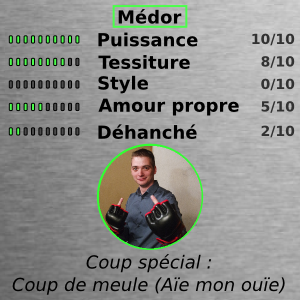 Médor
Puissance 10/10
Tessiture 8/10
Style 0/10
Amour propre 5/10
Déhanché 2/10
Coup spécial :
Coup de meule (Aïe mon ouïe)